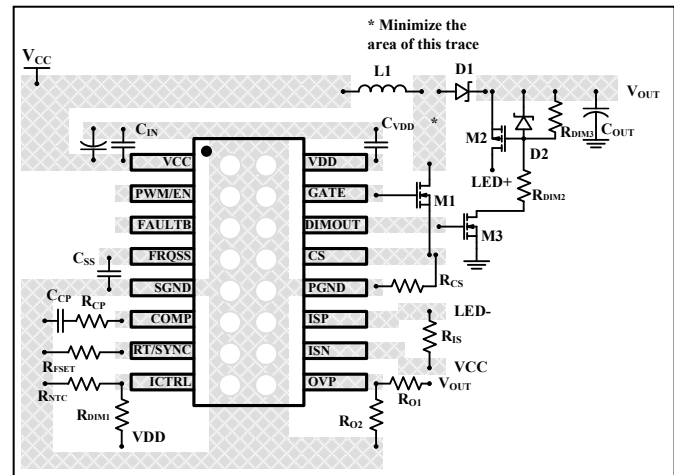 * Minimize the
area of this trace
VCC
L1
D1
VOUT
*
CIN
CVDD
M2
RDIM3
COUT
D2
VCC
VDD
LED+
PWM/EN
GATE
M1
RDIM2
FAULTB
DIMOUT
M3
CSS
FRQSS
CS
SGND
PGND
RCS
CCP
RCP
COMP
ISP
LED-
RIS
RFSET
RT/SYNC
ISN
VCC
RNTC
ICTRL
OVP
VOUT
RO1
RDIM1
VDD
RO2